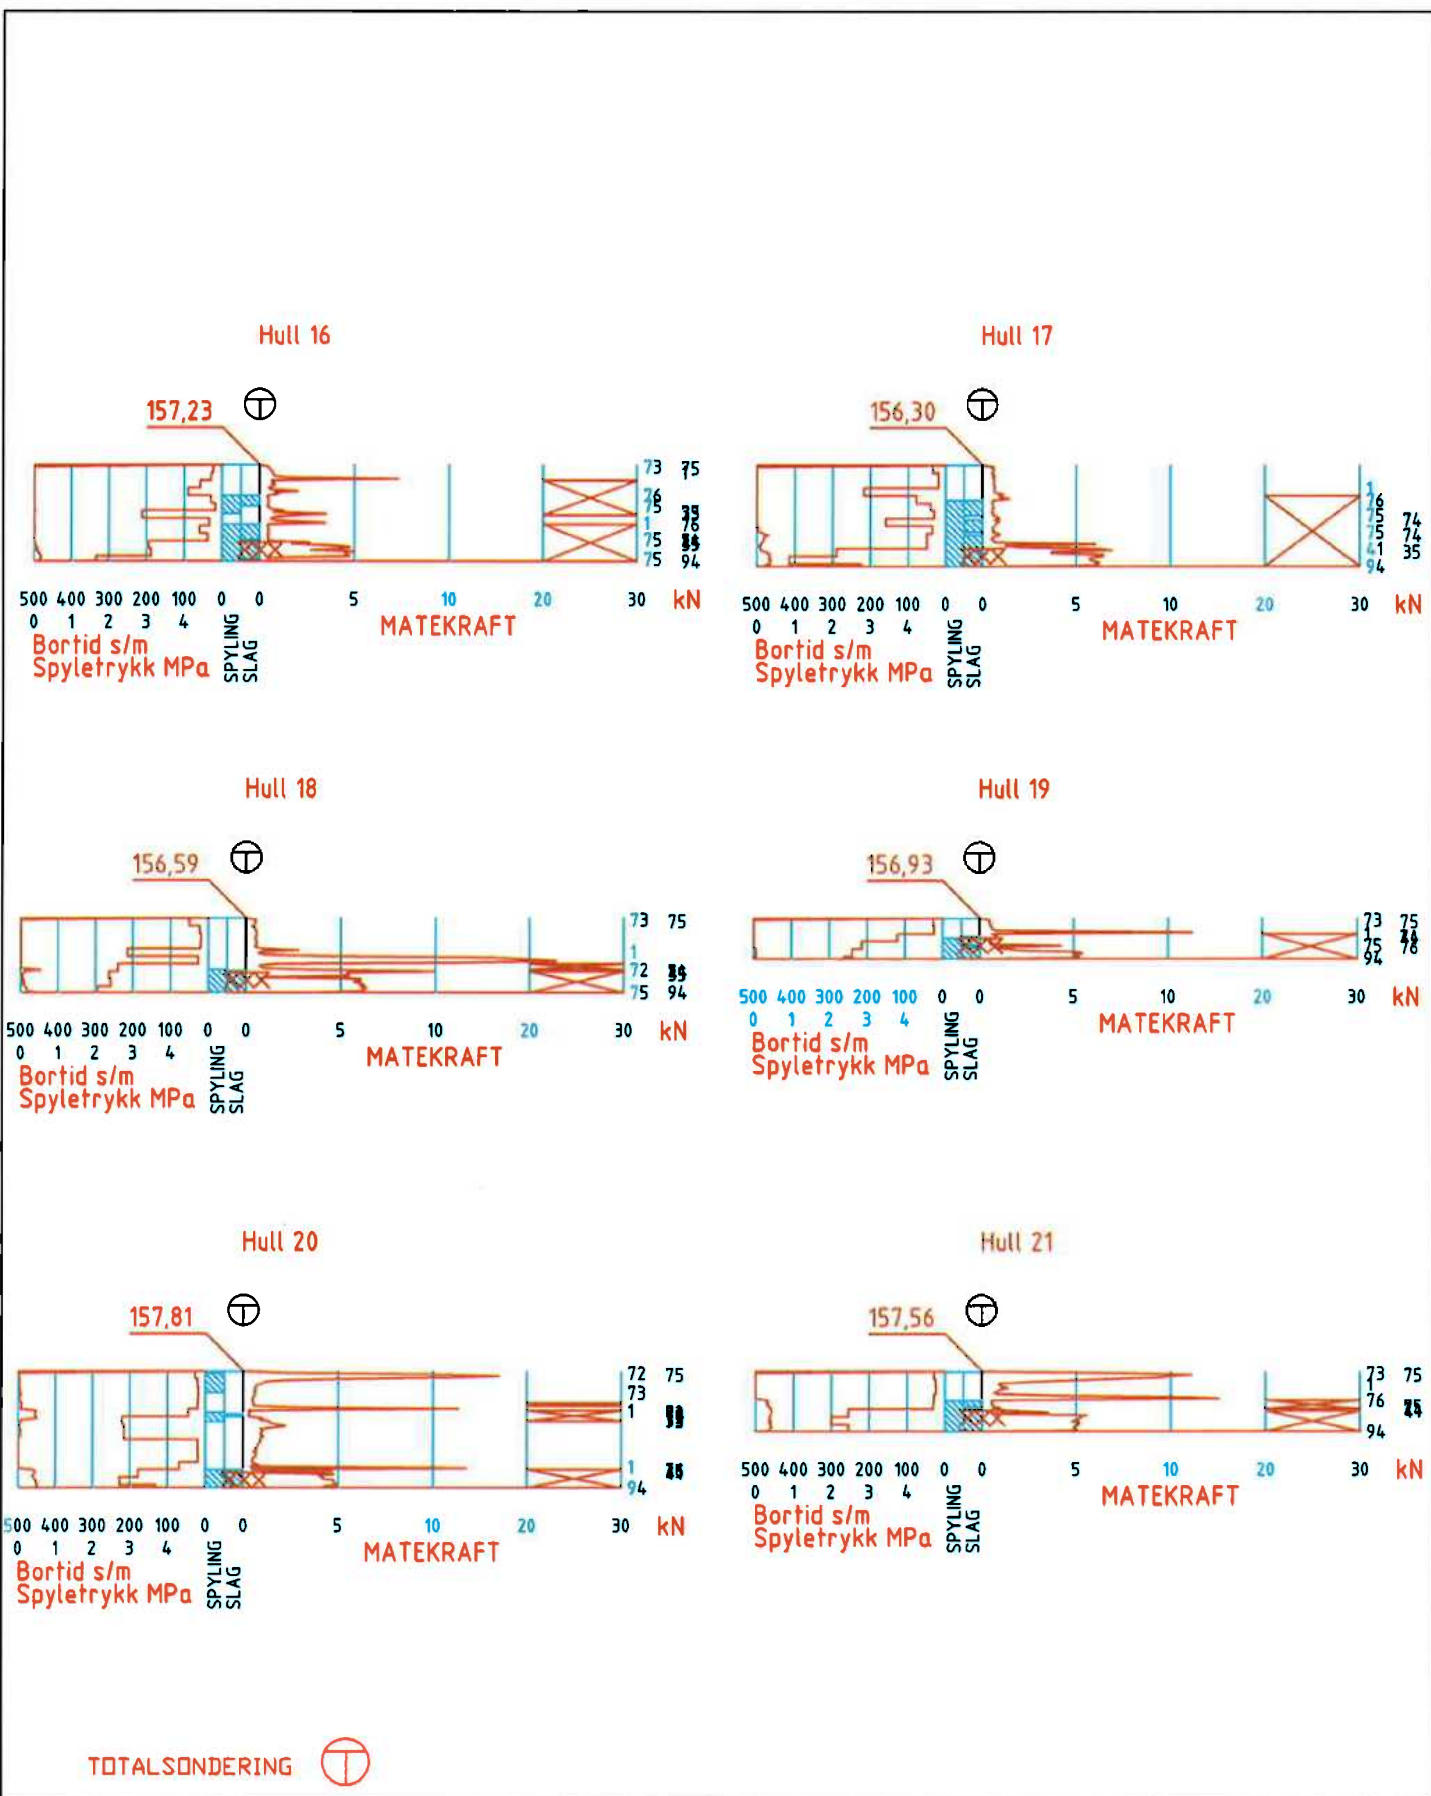 Hull 16
157,23
73 75
76
75
1 76
75
75 94
500 400 300 200 100 0 0 5 10 20 30 kN
0 1 2 3 4
MATEKRAFT
Bortid s/m
Spyletrykk MPa
SPYLING
SLAG
Hull 17
156,30
1
76
75 74
75 74
41 35
94
500 400 300 200 100 0 0 5 10 20 30 kN
0 1 2 3 4
MATEKRAFT
Bortid s/m
Spyletrykk MPa
SPYLING
SLAG
Hull 18
156,59
73 75
1
72
75 94
500 400 300 200 100 0 0 5 10 20 30 kN
0 1 2 3 4
MATEKRAFT
Bortid s/m
Spyletrykk MPa
SPYLING
SLAG
Hull 19
156,93
73 75
1
75 76
94
500 400 300 200 100 0 0 5 10 20 30 kN
0 1 2 3 4
MATEKRAFT
Bortid s/m
Spyletrykk MPa
SPYLING
SLAG
Hull 20
157,81
72 75
73
1
1
94
500 400 300 200 100 0 0 5 10 20 30 kN
0 1 2 3 4
MATEKRAFT
Bortid s/m
Spyletrykk MPa
SPYLING
SLAG
Hull 21
157,56
73 75
1
76
94
500 400 300 200 100 0 0 5 10 20 30 kN
0 1 2 3 4
MATEKRAFT
Bortid s/m
Spyletrykk MPa
SPYLING
SLAG
TOTALSONDERING